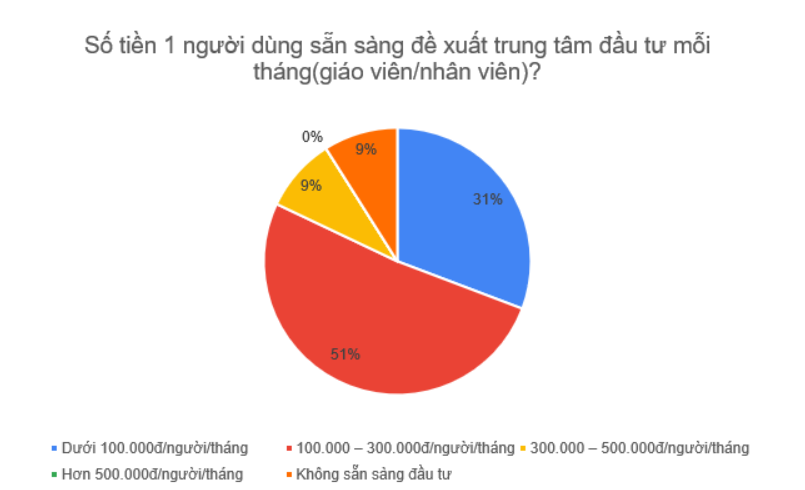 Số tiền 1 người dùng sẵn sàng đề xuất trung tâm đầu tư mỗi
tháng(giáo viên/nhân viên)?
0%
9%
9%
31%
51%
Dưới 100.000đ/người/tháng
100.000 – 300.000đ/người/tháng
300.000 – 500.000đ/người/tháng
Hơn 500.000đ/người/tháng
Không sẵn sàng đầu tư